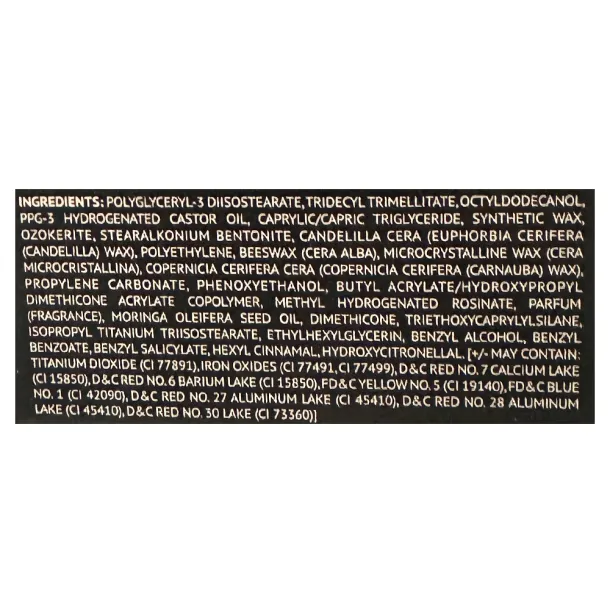 INGREDIENTS: POLYGLYCERYL-3 DIISOSTEARATE, TRIDECYL TRIMELLITATE, OCTYLDODECANOL,
PPG-3 HYDROGENATED CASTOR OIL, CAPRYLIC/CAPRIC TRIGLYCERIDE, SYNTHETIC WAX,
OZOKERITE, STEARALKONIUM BENTONITE, CANDELILLA CERA (EUPHORBIA CERIFERA
(CANDELILLA) WAX), POLYETHYLENE, BEESWAX (CERA ALBA), MICROCRYSTALLINE WAX (CERA
MICROCRISTALLINA), COPERNICIA CERIFERA CERA (COPERNICIA CERIFERA (CARNAUBA) WAX),
PROPYLENE CARBONATE, PHENOXYETHANOL, BUTYL ACRYLATE/HYDROXYPROPYL
DIMETHICONE ACRYLATE COPOLYMER, METHYL HYDROGENATED ROSINATE, PARFUM
(FRAGRANCE), MORINGA OLEIFERA SEED OIL, DIMETHICONE, TRIETHOXYCAPRYLYLSILANE,
ISOPROPYL TITANIUM TRIISOSTEARATE, ETHYLHEXYLGLYCERIN, BENZYL ALCOHOL, BENZYL
BENZOATE, BENZYL SALICYLATE, HEXYL CINNAMAL, HYDROXYCITRONELLAL. [+/- MAY CONTAIN:
TITANIUM DIOXIDE (CI 77891), IRON OXIDES (CI 77491, CI 77499), D&C RED NO. 7 CALCIUM LAKE
(CI 15850), D&C RED NO. 6 BARIUM LAKE (CI 15850), FD&C YELLOW NO. 5 (CI 19140), FD&C BLUE
NO. 1 (CI 42090), D&C RED NO. 27 ALUMINUM LAKE (CI 45410), D&C RED NO. 28 ALUMINUM
LAKE (CI 45410), D&C RED NO. 30 LAKE (CI 73360)]